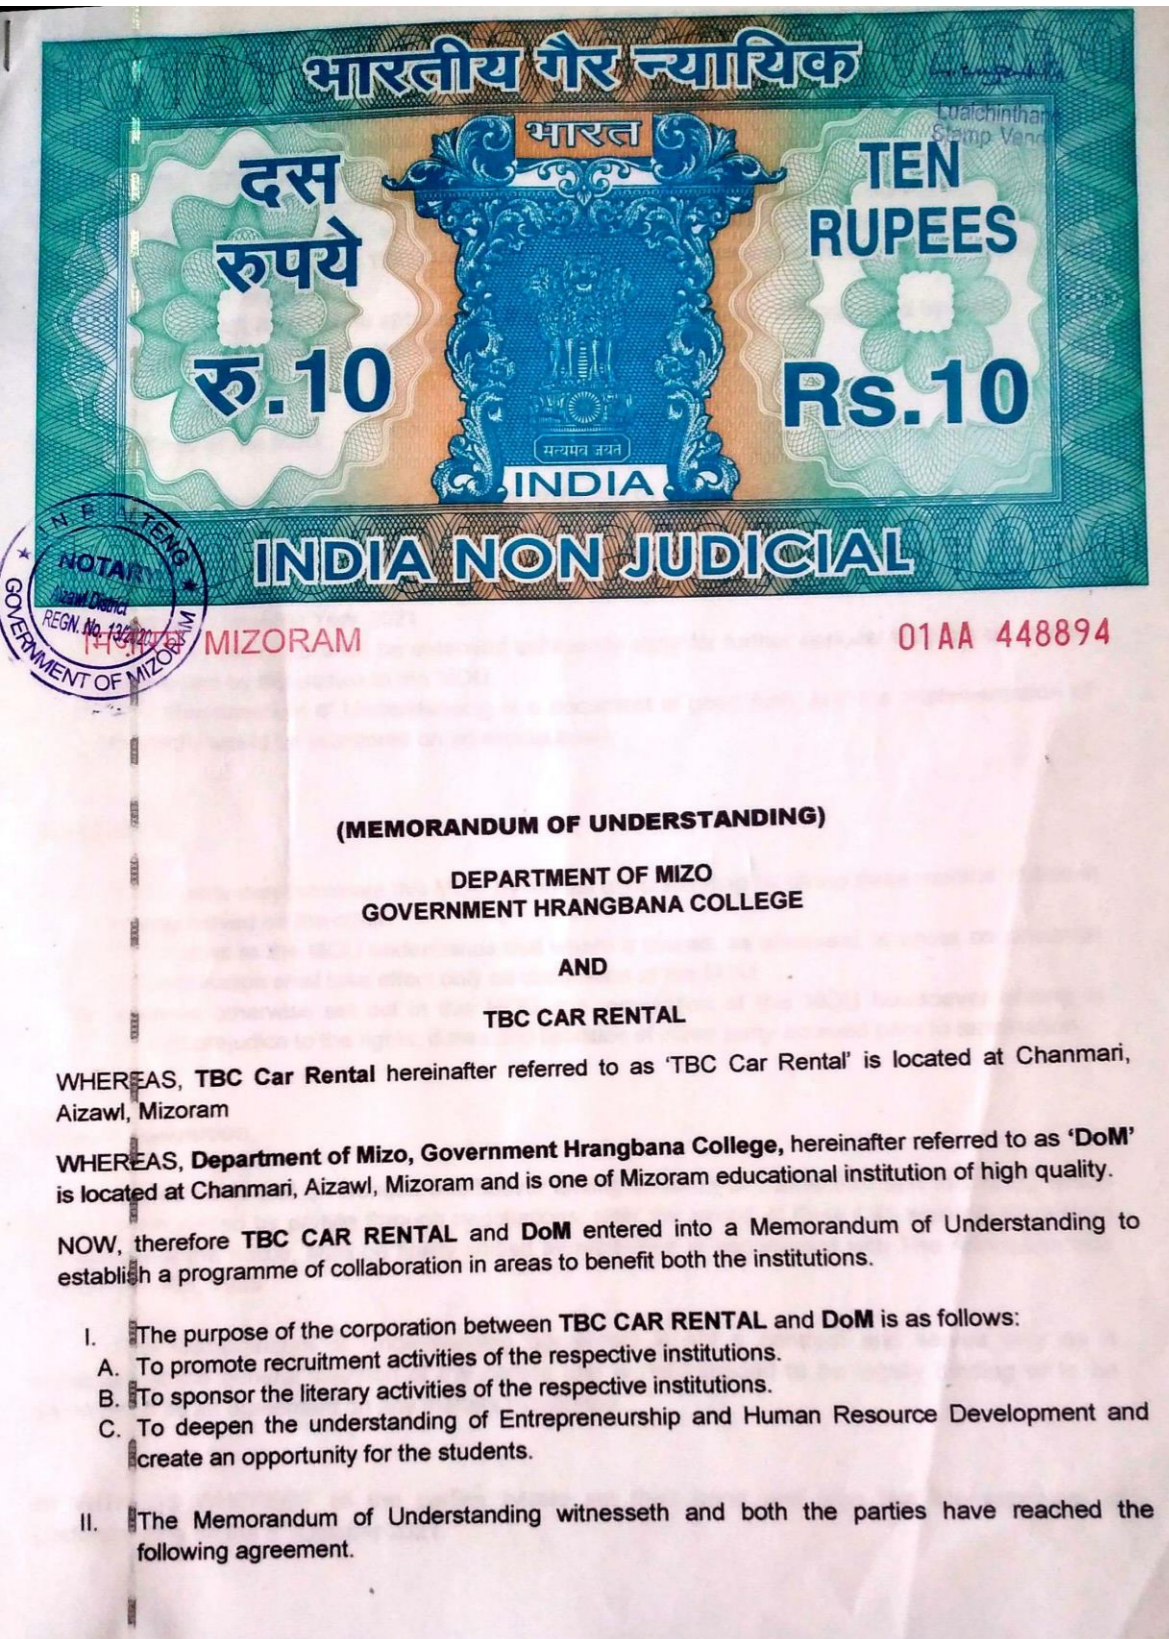 भारतीय गैर न्यायिक
भारत
दस
रुपये
रु.10
TEN
RUPEES
Rs.10
Stamp
सत्यमेव जयते
INDIA
INDIA NON JUDICIAL
NOTARY
Aizawl District
REGN. No.
GOVERNMENT OF MIZORAM
मिजोरम MIZORAM
01AA 448894
(MEMORANDUM OF UNDERSTANDING)
DEPARTMENT OF MIZO
GOVERNMENT HRANGBANA COLLEGE
AND
TBC CAR RENTAL
WHEREAS, TBC Car Rental hereinafter referred to as 'TBC Car Rental' is located at Chanmari,
Aizawl, Mizoram
WHEREAS, Department of Mizo, Government Hrangbana College, hereinafter referred to as 'DoM'
is located at Chanmari, Aizawl, Mizoram and is one of Mizoram educational institution of high quality.
NOW, therefore TBC CAR RENTAL and DoM entered into a Memorandum of Understanding to
establish a programme of collaboration in areas to benefit both the institutions.
I. The purpose of the corporation between TBC CAR RENTAL and DoM is as follows:
A. To promote recruitment activities of the respective institutions.
B. To sponsor the literary activities of the respective institutions.
C. To deepen the understanding of Entrepreneurship and Human Resource Development and
create an opportunity for the students.
II. The Memorandum of Understanding witnesseth and both the parties have reached the
following agreement.